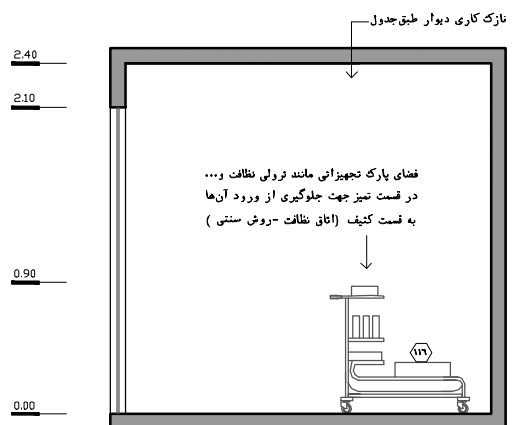 نازک کاری دیوار طبق جدول
2.40
2.10
فضای پارک تجهیزاتی مانند ترولی نظافت و...
در قسمت تمیز جهت جلوگیری از ورود آن‌ها
به قسمت کثیف (اتاق نظافت -روش سنتی )
0.90
۱۱۶
0.00